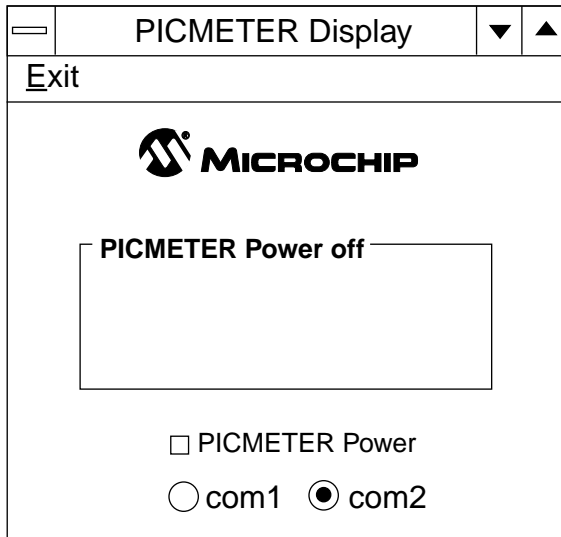 PICMETER Display
Exit
MICROCHIP
PICMETER Power off
PICMETER Power
com1 com2